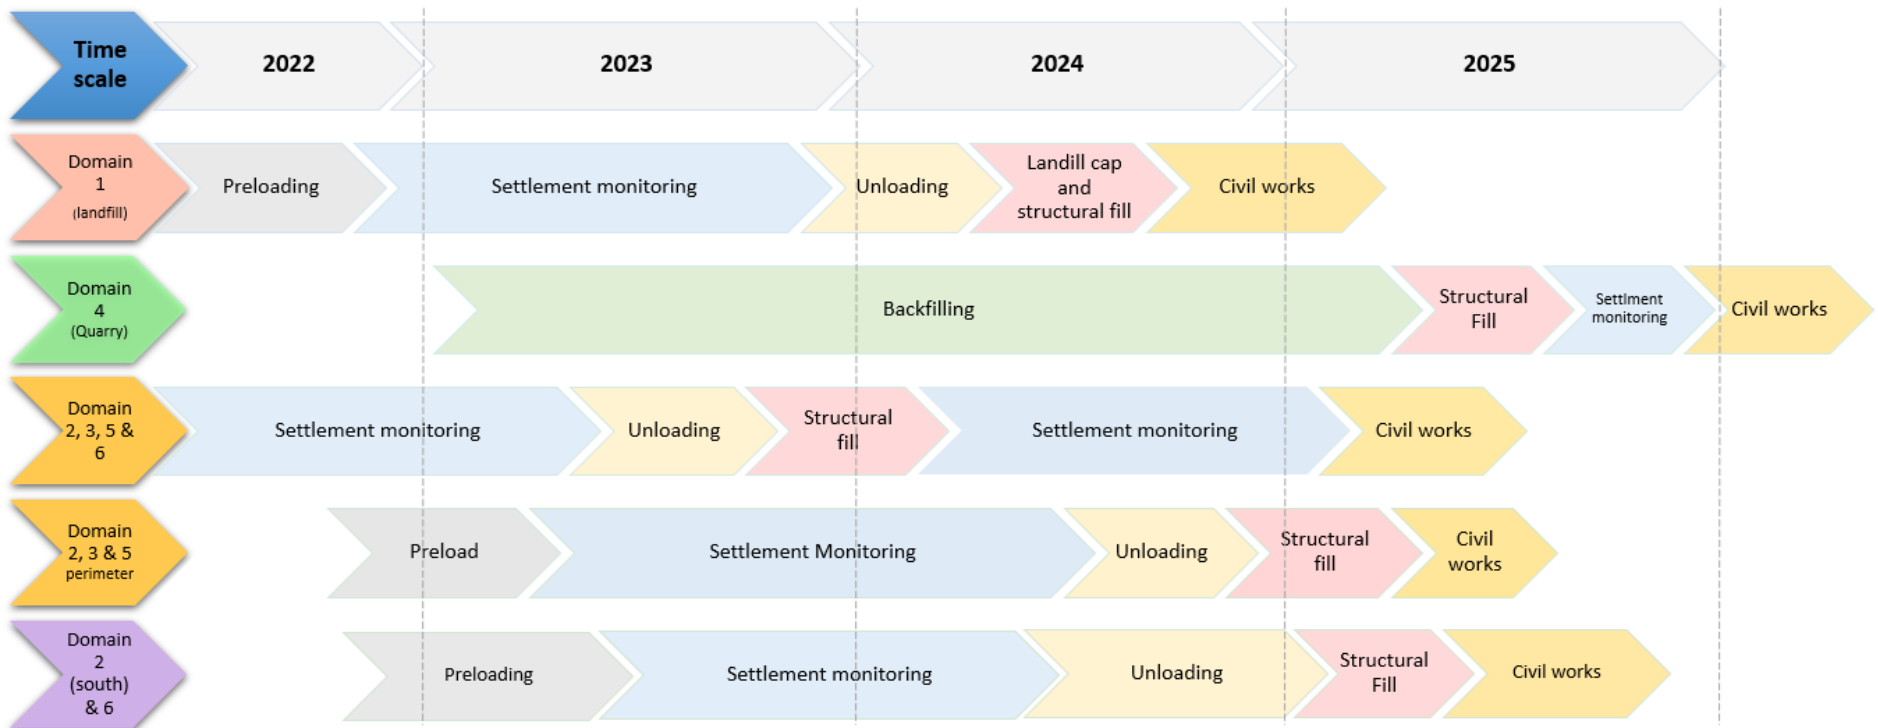 Time
scale
2022
2023
2024
2025
Domain
1
(landfill)
Preloading
Settlement monitoring
Unloading
Landill cap
and
structural fill
Civil works
Domain
4
(Quarry)
Backfilling
Structural
Fill
Settlment
monitoring
Civil works
Domain
2, 3, 5 &
6
Settlement monitoring
Unloading
Structural
fill
Settlement monitoring
Civil works
Domain
2, 3 & 5
perimeter
Preload
Settlement Monitoring
Unloading
Structural
fill
Civil
works
Domain
2
(south)
& 6
Preloading
Settlement monitoring
Unloading
Structural
Fill
Civil works